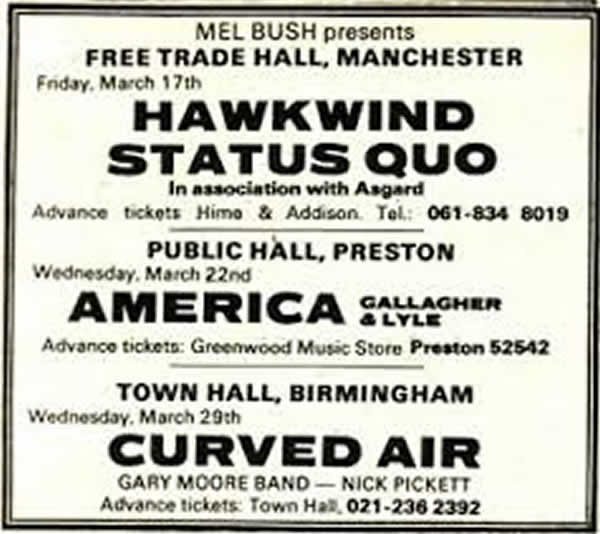 MEL BUSH presents
FREE TRADE HALL, MANCHESTER
Friday, March 17th
HAWKWIND
STATUS QUO
In association with Asgard
Advance tickets Hime & Addison. Tel.: 061-834 8019
PUBLIC HALL, PRESTON
Wednesday, March 22nd
AMERICA GALLAGHER
& LYLE
Advance tickets: Greenwood Music Store Preston 52542
TOWN HALL, BIRMINGHAM
Wednesday, March 29th
CURVED AIR
GARY MOORE BAND — NICK PICKETT
Advance tickets: Town Hall, 021-236 2392